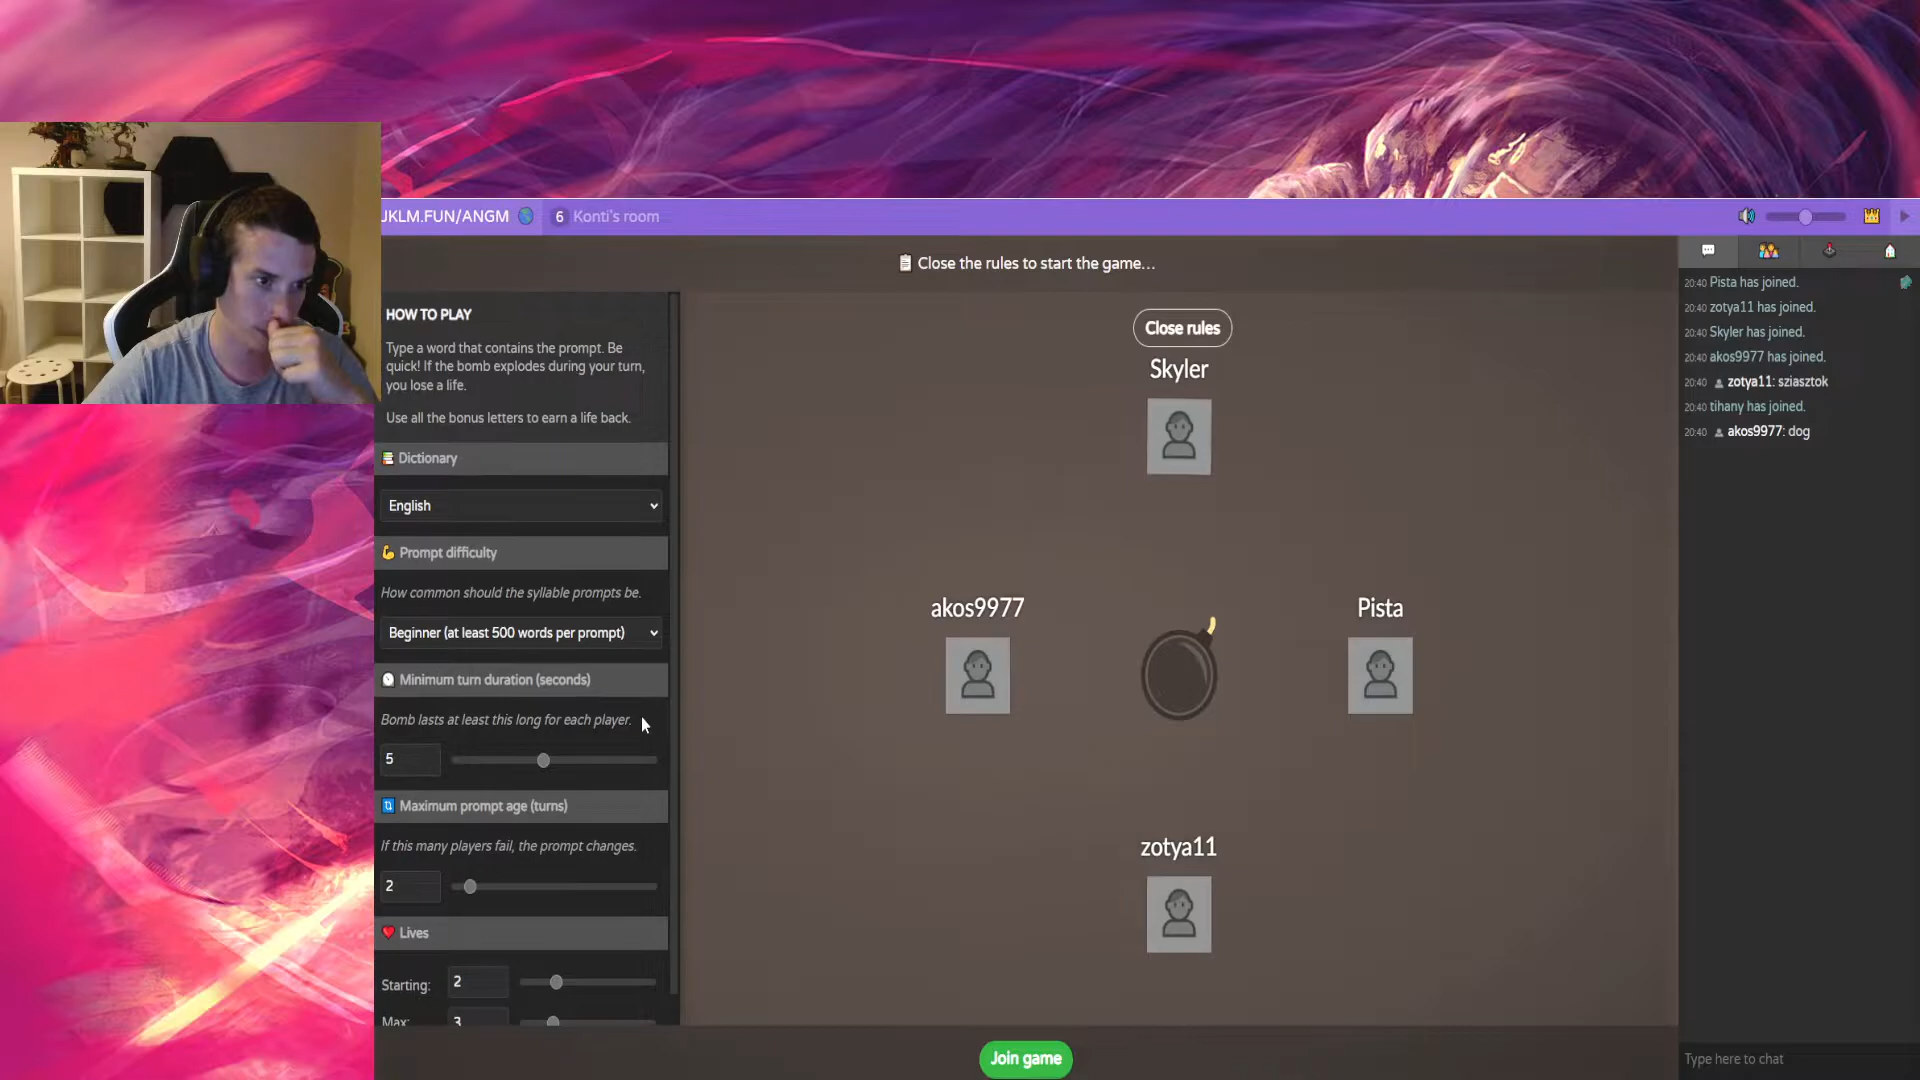 JKLM.FUN/ANGM 6 Konti's room
📋 Close the rules to start the game...
HOW TO PLAY
Type a word that contains the prompt. Be
quick! If the bomb explodes during your turn,
you lose a life.
Use all the bonus letters to earn a life back.
Dictionary
English
Prompt difficulty
How common should the syllable prompts be.
Beginner (at least 500 words per prompt)
Minimum turn duration (seconds)
Bomb lasts at least this long for each player.
5
Maximum prompt age (turns)
If this many players fail, the prompt changes.
2
Lives
Starting: 2
Max: 3
Close rules
Skyler
akos9977
Pista
zotya11
Join game
20:40 Pista has joined.
20:40 zotya11 has joined.
20:40 Skyler has joined.
20:40 akos9977 has joined.
20:40 zotya11: sziasztok
20:40 tihany has joined.
20:40 akos9977: dog
Type here to chat